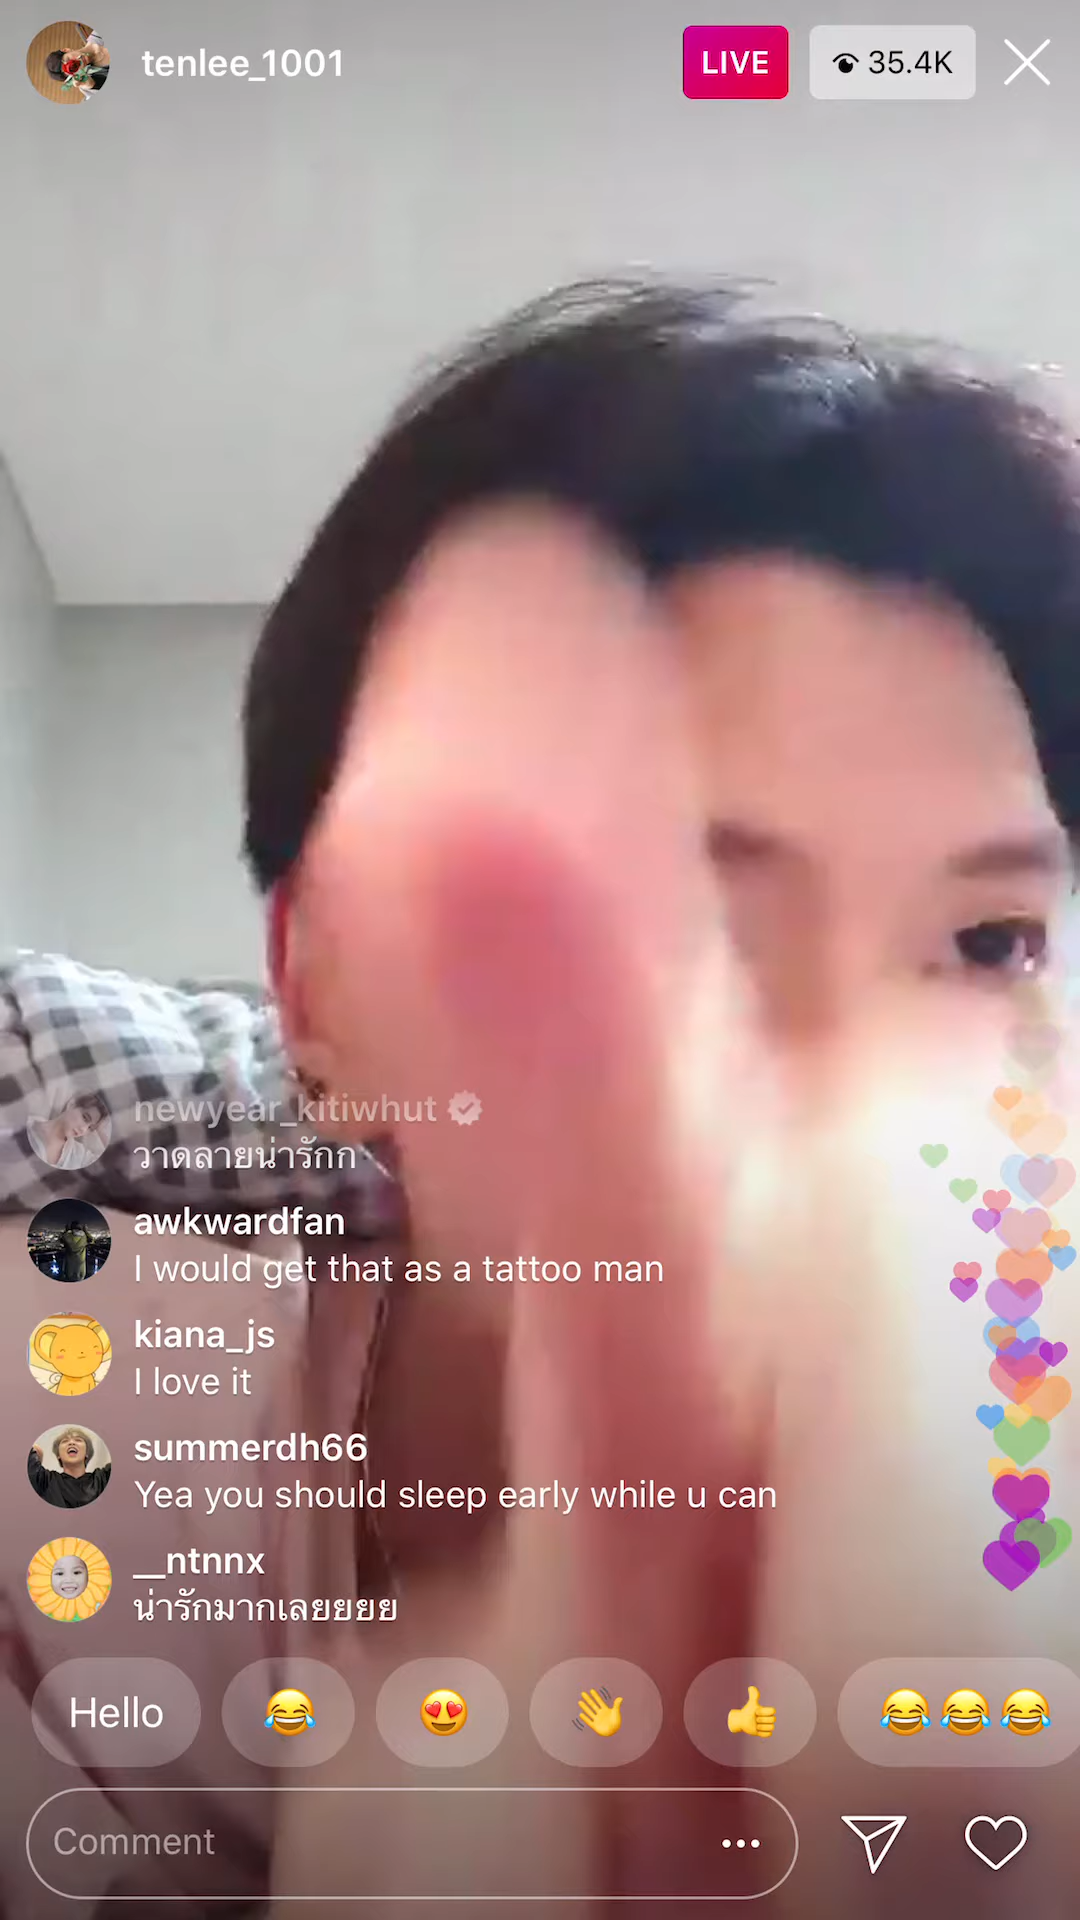 tenlee_1001
LIVE
35.4K
newyear_kitiwhut
วาดลายน่ารักก
awkwardfan
I would get that as a tattoo man
kiana_js
I love it
summerdh66
Yea you should sleep early while u can
__ntnnx
น่ารักมากเลยยยย
Hello
Comment